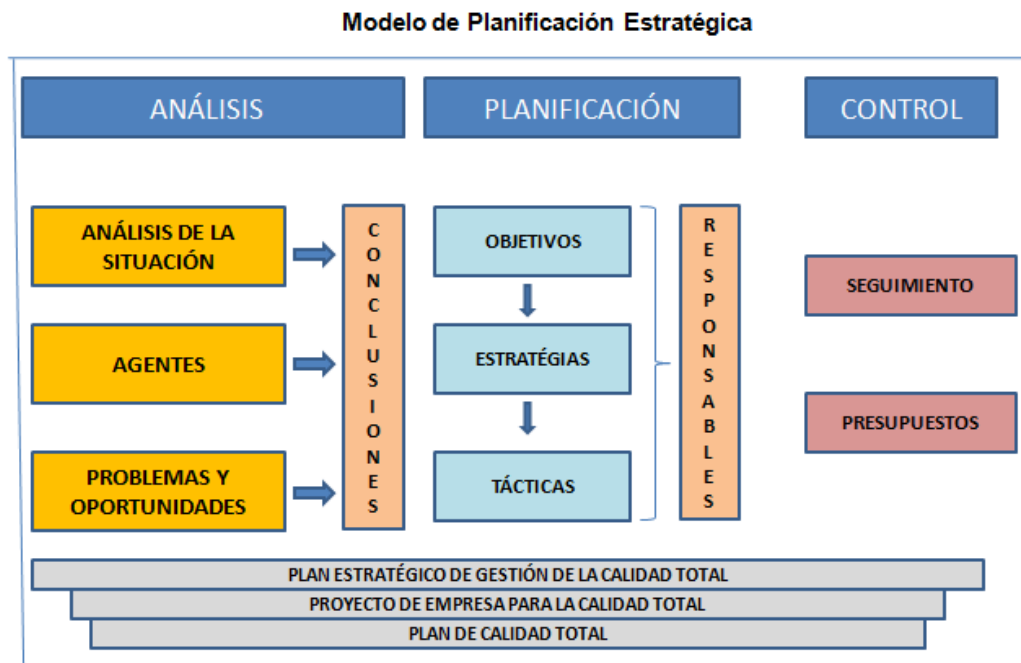 Modelo de Planificación Estratégica
ANÁLISIS
PLANIFICACIÓN
CONTROL
ANÁLISIS DE LA
SITUACIÓN
AGENTES
PROBLEMAS Y
OPORTUNIDADES
CONCLUSIONES
OBJETIVOS
ESTRATÉGIAS
TÁCTICAS
RESPONSABLES
SEGUIMIENTO
PRESUPUESTOS
PLAN ESTRATÉGICO DE GESTIÓN DE LA CALIDAD TOTAL
PROYECTO DE EMPRESA PARA LA CALIDAD TOTAL
PLAN DE CALIDAD TOTAL